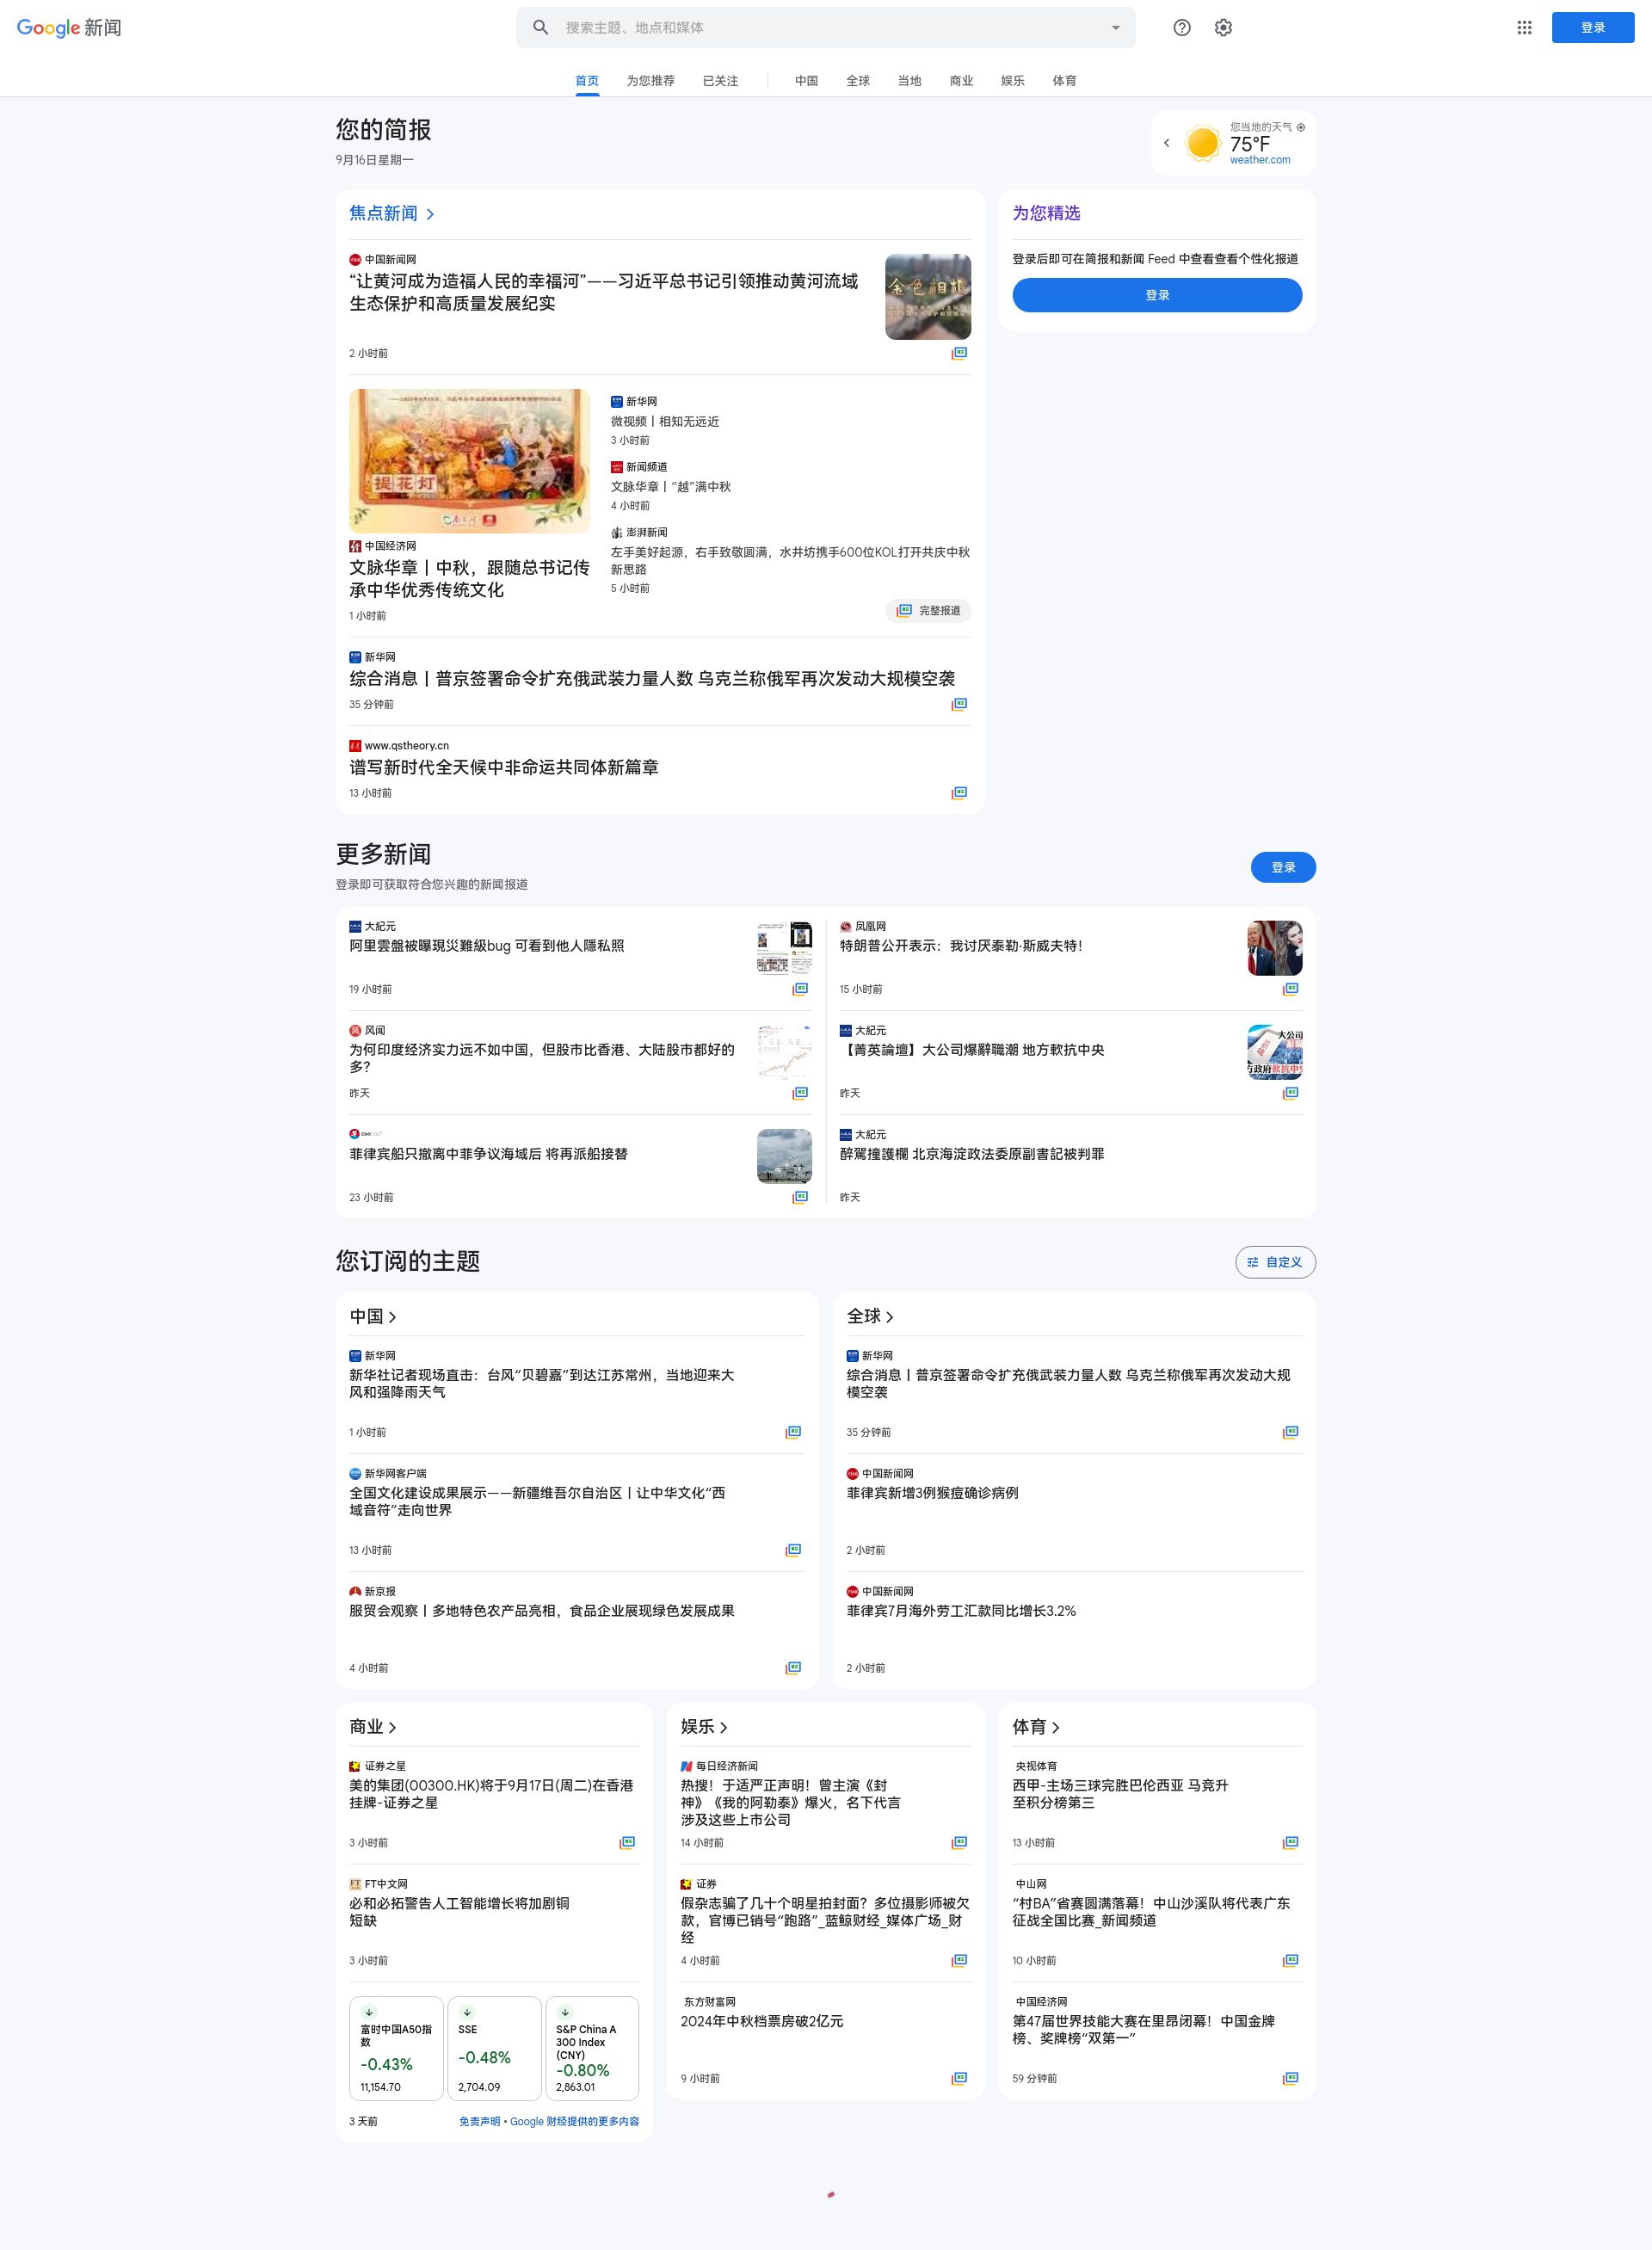 Google 新闻
搜索主题、地点和媒体
登录
首页
为您推荐
已关注
中国
全球
当地
商业
娱乐
体育
您的简报
9月16日星期一
您当地的天气
75°F
weather.com
焦点新闻
中国新闻网
“让黄河成为造福人民的幸福河”——习近平总书记引领推动黄河流域
生态保护和高质量发展纪实
金色相框
2 小时前
为您精选
登录后即可在简报和新闻 Feed 中查看查看个性化报道
登录
提花灯
中国经济网
文脉华章丨中秋，跟随总书记传
承中华优秀传统文化
1 小时前
新华网
微视频丨相知无远近
3 小时前
新闻频道
文脉华章丨“越”满中秋
4 小时前
澎湃新闻
左手美好起源，右手致敬圆满，水井坊携手600位KOL打开共庆中秋
新思路
5 小时前
完整报道
新华网
综合消息丨普京签署命令扩充俄武装力量人数 乌克兰称俄军再次发动大规模空袭
35 分钟前
www.qstheory.cn
谱写新时代全天候中非命运共同体新篇章
13 小时前
更多新闻
登录即可获取符合您兴趣的新闻报道
登录
大紀元
阿里雲盤被曝現災難級bug 可看到他人隱私照
19 小时前
凤凰网
特朗普公开表示：我讨厌泰勒·斯威夫特！
15 小时前
风闻
为何印度经济实力远不如中国，但股市比香港、大陆股市都好的
多？
昨天
大紀元
【菁英論壇】大公司爆辭職潮 地方軟抗中央
大公司
昨天
zaobao
菲律宾船只撤离中菲争议海域后 将再派船接替
23 小时前
大紀元
醉駕撞護欄 北京海淀政法委原副書記被判罪
昨天
您订阅的主题
自定义
中国
新华网
新华社记者现场直击：台风“贝碧嘉”到达江苏常州，当地迎来大
风和强降雨天气
1 小时前
新华网客户端
全国文化建设成果展示——新疆维吾尔自治区丨让中华文化“西
域音符”走向世界
13 小时前
新京报
服贸会观察丨多地特色农产品亮相，食品企业展现绿色发展成果
4 小时前
全球
新华网
综合消息丨普京签署命令扩充俄武装力量人数 乌克兰称俄军再次发动大规
模空袭
35 分钟前
中国新闻网
菲律宾新增3例猴痘确诊病例
2 小时前
中国新闻网
菲律宾7月海外劳工汇款同比增长3.2%
2 小时前
商业
证券之星
美的集团(00300.HK)将于9月17日(周二)在香港
挂牌-证券之星
3 小时前
FT中文网
必和必拓警告人工智能增长将加剧铜
短缺
3 小时前
富时中国A50指
数
-0.43%
11,154.70
SSE
-0.48%
2,704.09
S&P China A
300 Index
(CNY)
-0.80%
2,863.01
3 天前
免责声明 • Google 财经提供的更多内容
娱乐
每日经济新闻
热搜！于适严正声明！曾主演《封
神》《我的阿勒泰》爆火，名下代言
涉及这些上市公司
14 小时前
证券
假杂志骗了几十个明星拍封面？多位摄影师被欠
款，官博已销号“跑路”_蓝鲸财经_媒体广场_财
经
4 小时前
东方财富网
2024年中秋档票房破2亿元
9 小时前
体育
央视体育
西甲-主场三球完胜巴伦西亚 马竞升
至积分榜第三
13 小时前
中山网
“村BA”省赛圆满落幕！中山沙溪队将代表广东
征战全国比赛_新闻频道
10 小时前
中国经济网
第47届世界技能大赛在里昂闭幕！中国金牌
榜、奖牌榜“双第一”
59 分钟前